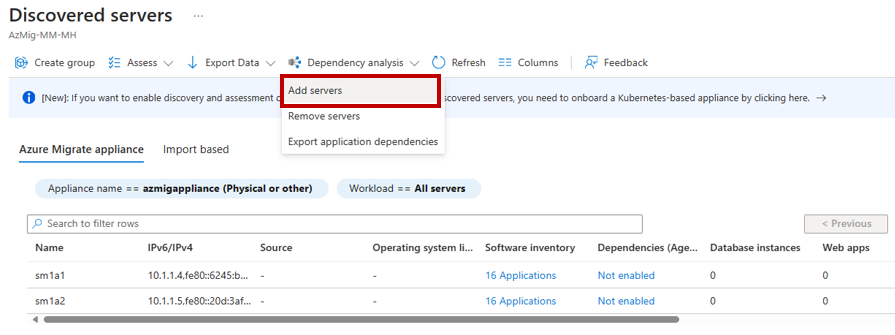 Discovered servers ...
AzMig-MM-MH
Create group Assess Export Data Dependency analysis Refresh Columns Feedback
Add servers
Remove servers
Export application dependencies
[New]: If you want to enable discovery and assessment o scovered servers, you need to onboard a Kubernetes-based appliance by clicking here. →
Azure Migrate appliance Import based
Appliance name == azmigappliance (Physical or other) Workload == All servers
Search to filter rows < Previous
Name IPv6/IPv4 Source Operating system li... Software inventory Dependencies (Age... Database instances Web apps
sm1a1 10.1.1.4,fe80::6245:b... - - 16 Applications Not enabled 0 0
sm1a2 10.1.1.5,fe80::20d:3af... - - 16 Applications Not enabled 0 0